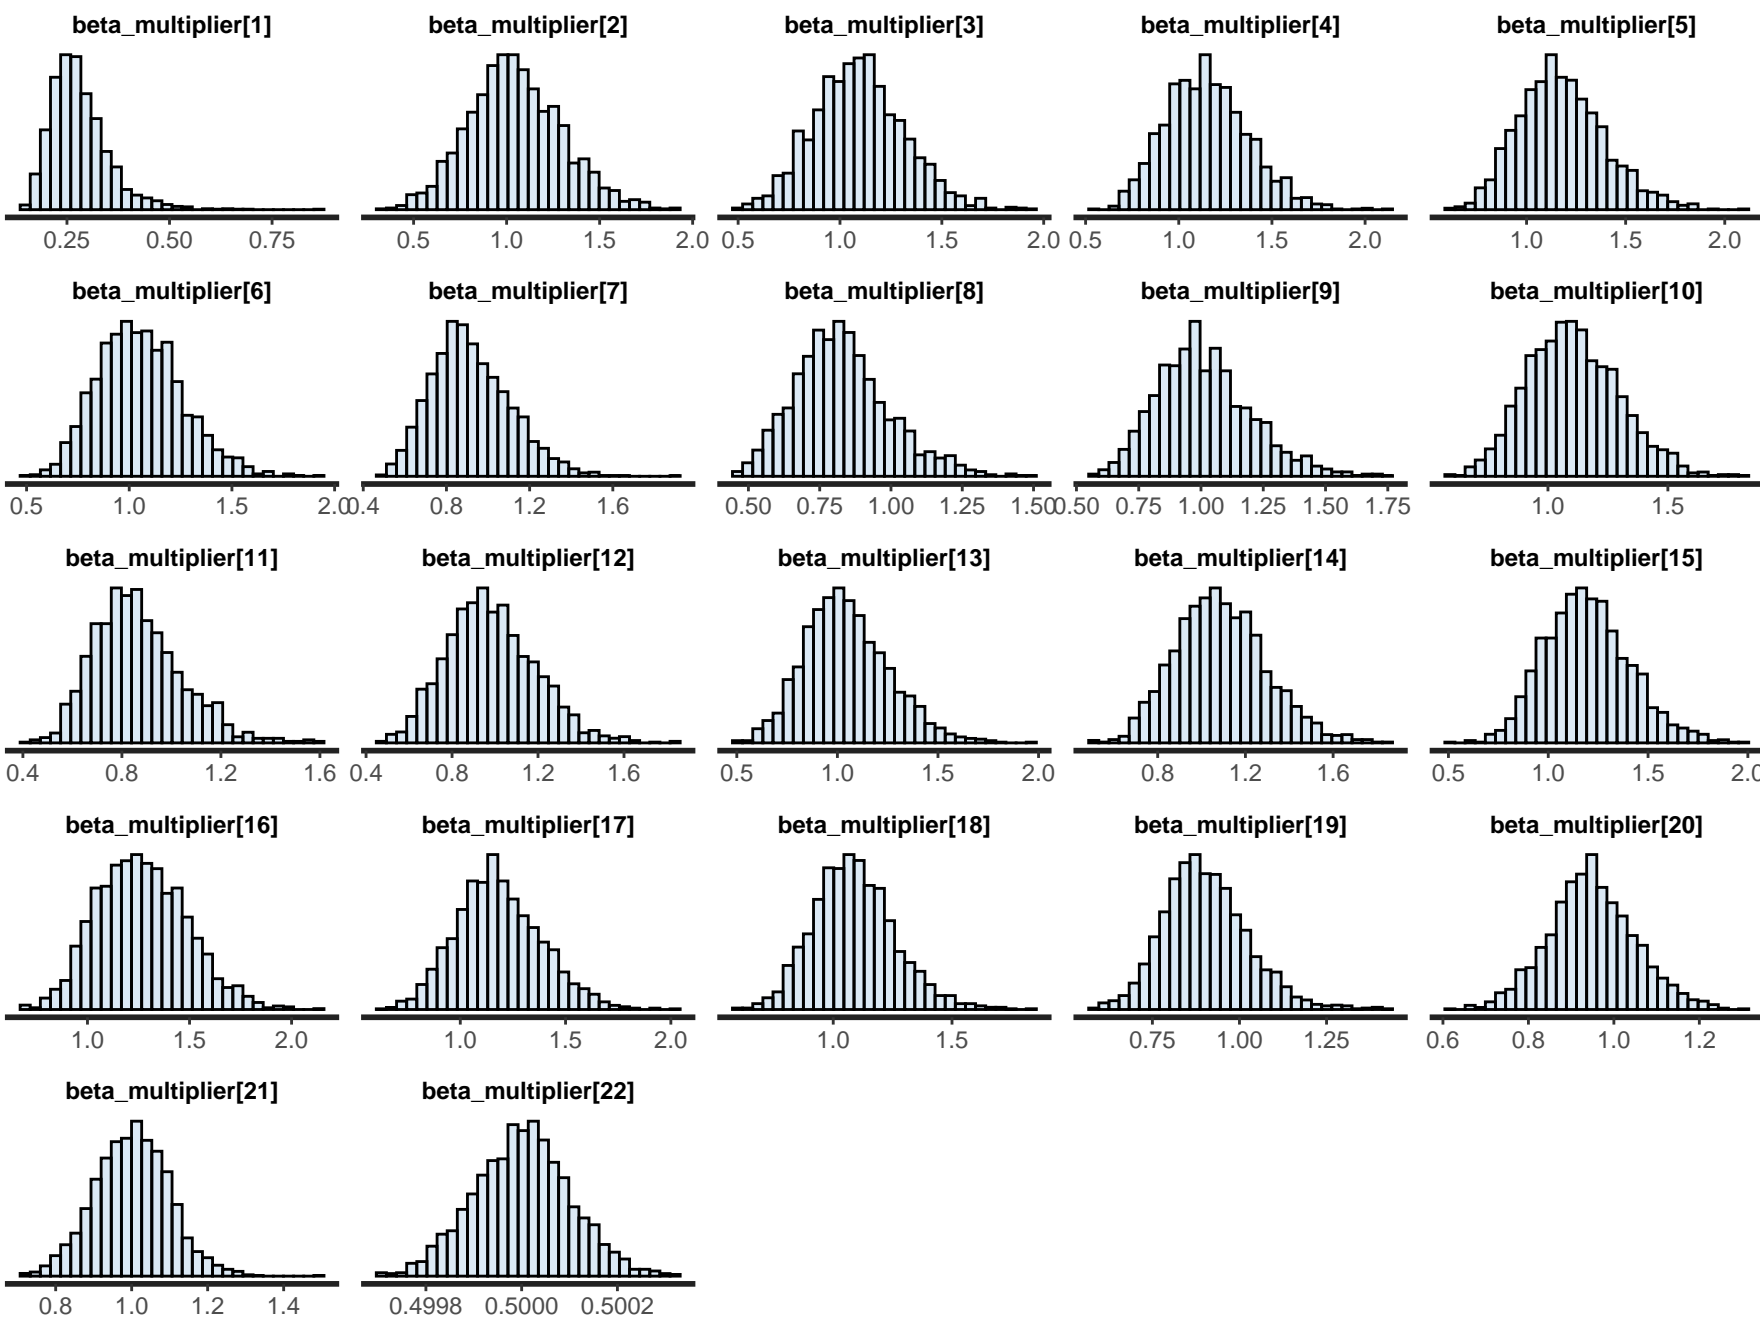 beta_multiplier[1] beta_multiplier[2] beta_multiplier[3] beta_multiplier[4] beta_multiplier[5]
0.25 0.50 0.75 0.5 1.0 1.5 2.0 0.5 1.0 1.5 2.0 0.5 1.0 1.5 2.0 1.0 1.5 2.0
beta_multiplier[6] beta_multiplier[7] beta_multiplier[8] beta_multiplier[9] beta_multiplier[10]
0.5 1.0 1.5 2.0 0.4 0.8 1.2 1.6 0.50 0.75 1.00 1.25 1.50 0.50 0.75 1.00 1.25 1.50 1.75 1.0 1.5
beta_multiplier[11] beta_multiplier[12] beta_multiplier[13] beta_multiplier[14] beta_multiplier[15]
0.4 0.8 1.2 1.6 0.4 0.8 1.2 1.6 0.5 1.0 1.5 2.0 0.8 1.2 1.6 0.5 1.0 1.5 2.0
beta_multiplier[16] beta_multiplier[17] beta_multiplier[18] beta_multiplier[19] beta_multiplier[20]
1.0 1.5 2.0 1.0 1.5 2.0 1.0 1.5 0.75 1.00 1.25 0.6 0.8 1.0 1.2
beta_multiplier[21] beta_multiplier[22]
0.8 1.0 1.2 1.4 0.4998 0.5000 0.5002